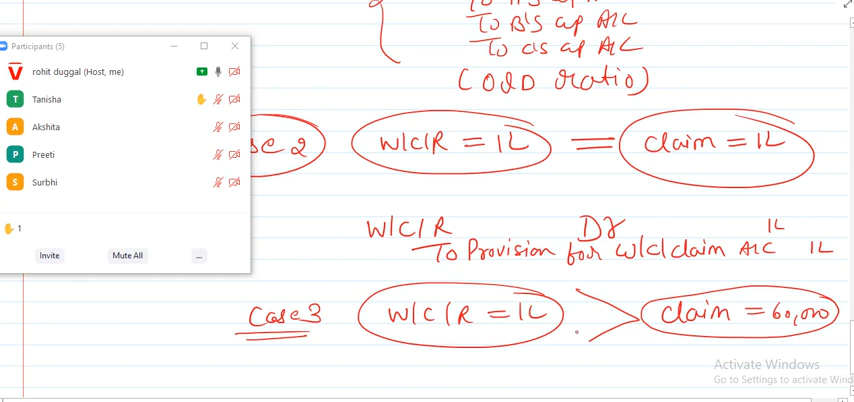 To B's cap A/C
To C's cap A/C
(Old Ratio)
Participants (5)
rohit duggal (Host, me)
T Tanisha
A Akshita
P Preeti
S Surbhi
1
Invite Mute All ...
se 2 W/C/R = 1L = claim = 1L
W/C/R Dr 1L
To Provision for W/C/claim A/C 1L
Case 3 W/C/R = 1L > claim = 60,000
Activate Windows
Go to Settings to activate Wind